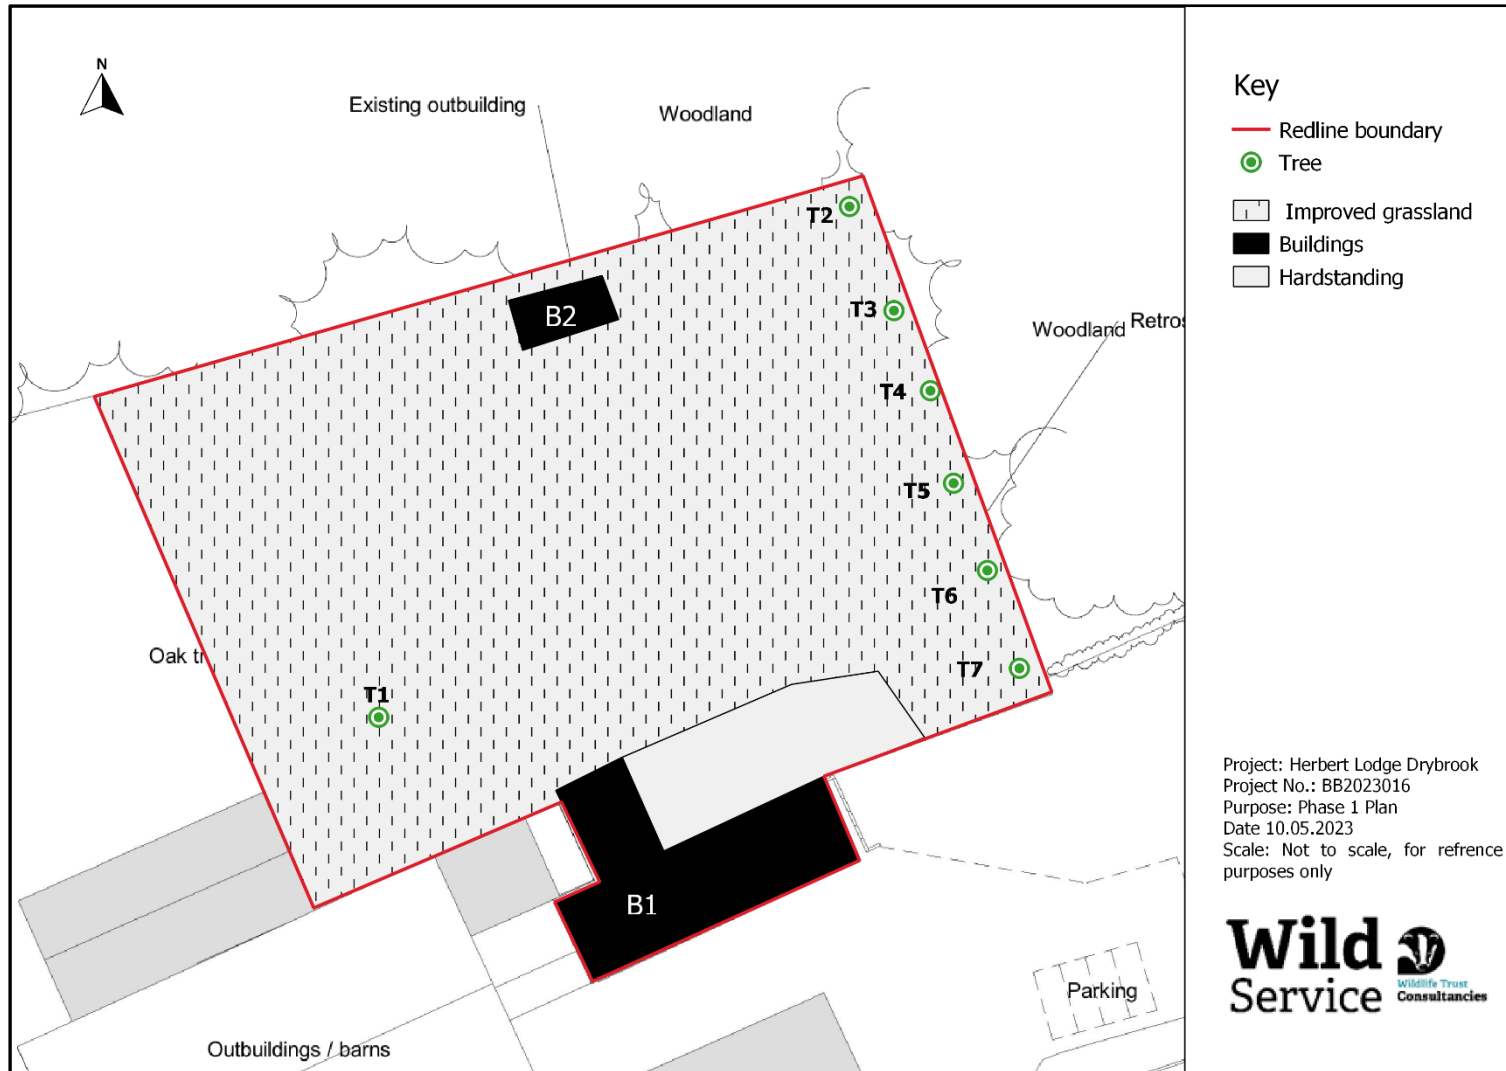 N
Existing outbuilding
Woodland
T2
B2
T3
Woodland
Retros
T4
T5
T6
Oak tr
T7
T1
B1
Parking
Outbuildings / barns
Key
Redline boundary
Tree
Improved grassland
Buildings
Hardstanding
Project: Herbert Lodge Drybrook
Project No.: BB2023016
Purpose: Phase 1 Plan
Date 10.05.2023
Scale: Not to scale, for refrence
purposes only
Wild
Service
Wildlife Trust
Consultancies